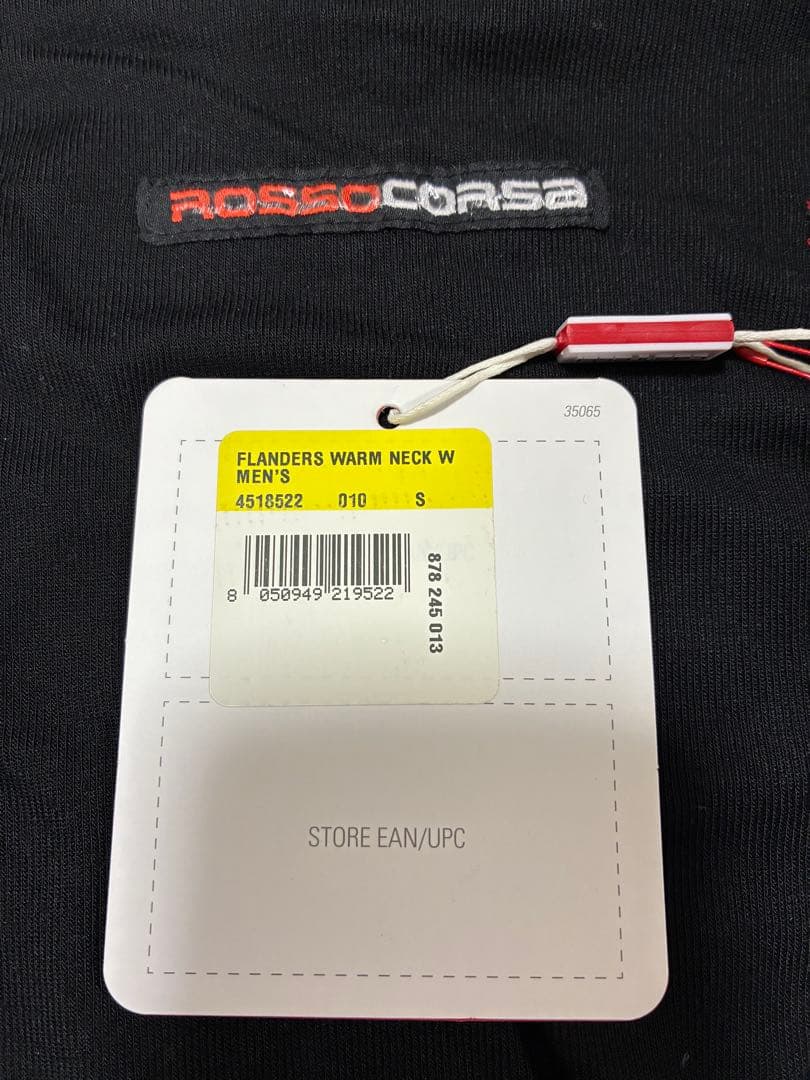 ROSSOCORSA
35065
FLANDERS WARM NECK W
MEN'S
4518522 010 S
8 050949 219522
878 245 013
STORE EAN/UPC